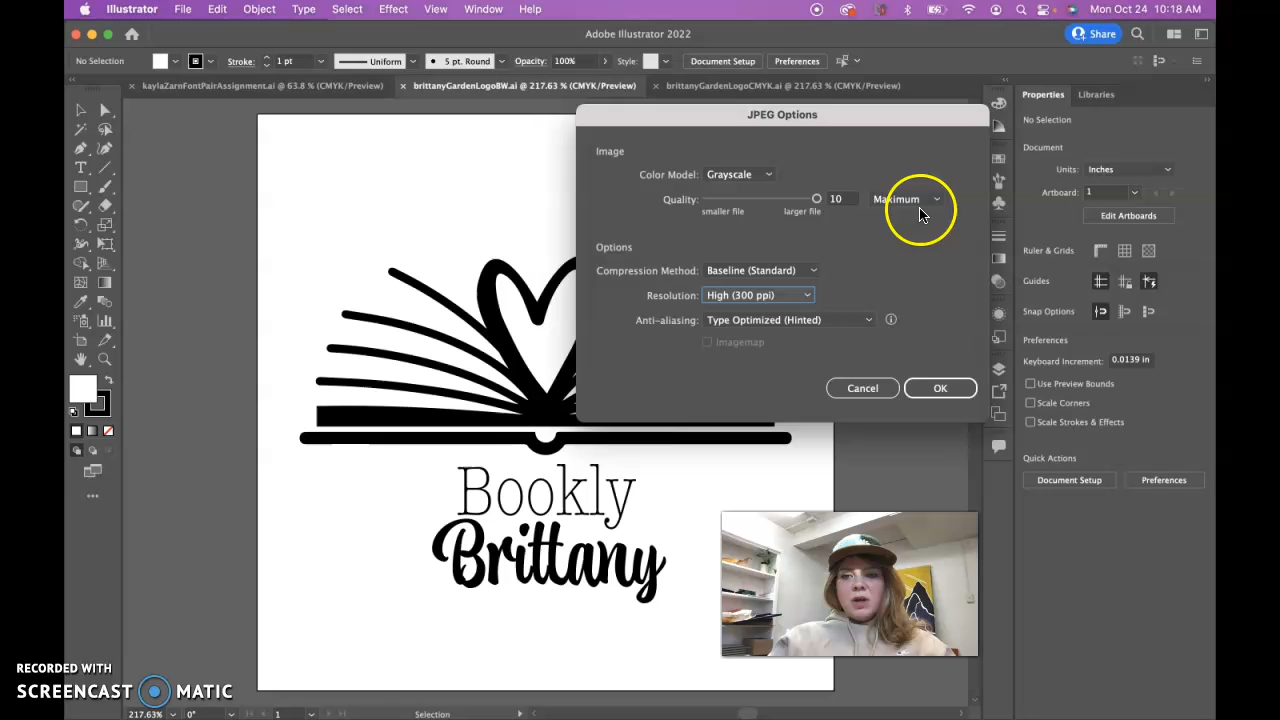 Illustrator File Edit Object Type Select Effect View Window Help Mon Oct 24 10:18 AM
Adobe Illustrator 2022 Share
No Selection Stroke: 1 pt Uniform 5 pt. Round Opacity: 100% Style: Document Setup Preferences
kaylaZarnFontPairAssignment.ai @ 63.8 % (CMYK/Preview) brittanyGardenLogoBW.ai @ 217.63 % (CMYK/Preview) brittanyGardenLogoCMYK.ai @ 217.63 % (CMYK/Preview)
JPEG Options
Image
Color Model: Grayscale
Quality: 10 Maximum
smaller file larger file
Options
Compression Method: Baseline (Standard)
Resolution: High (300 ppi)
Anti-aliasing: Type Optimized (Hinted)
Imagemap
Cancel OK
Bookly
Brittany
Properties Libraries
No Selection
Document
Units: Inches
Artboard: 1
Edit Artboards
Ruler & Grids
Guides
Snap Options
Preferences
Keyboard Increment: 0.0139 in
Use Preview Bounds
Scale Corners
Scale Strokes & Effects
Quick Actions
Document Setup Preferences
RECORDED WITH
SCREENCAST MATIC
217.63% 0° 1 Selection